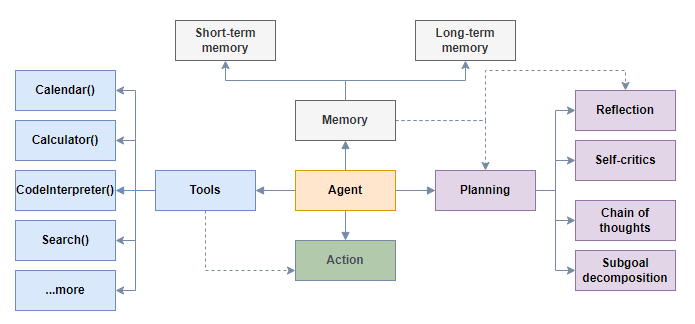 Short-term
memory
Long-term
memory
Calendar()
Memory
Reflection
Calculator()
Self-critics
CodeInterpreter()
Tools
Agent
Planning
Chain of
thoughts
Search()
Action
Subgoal
decomposition
...more